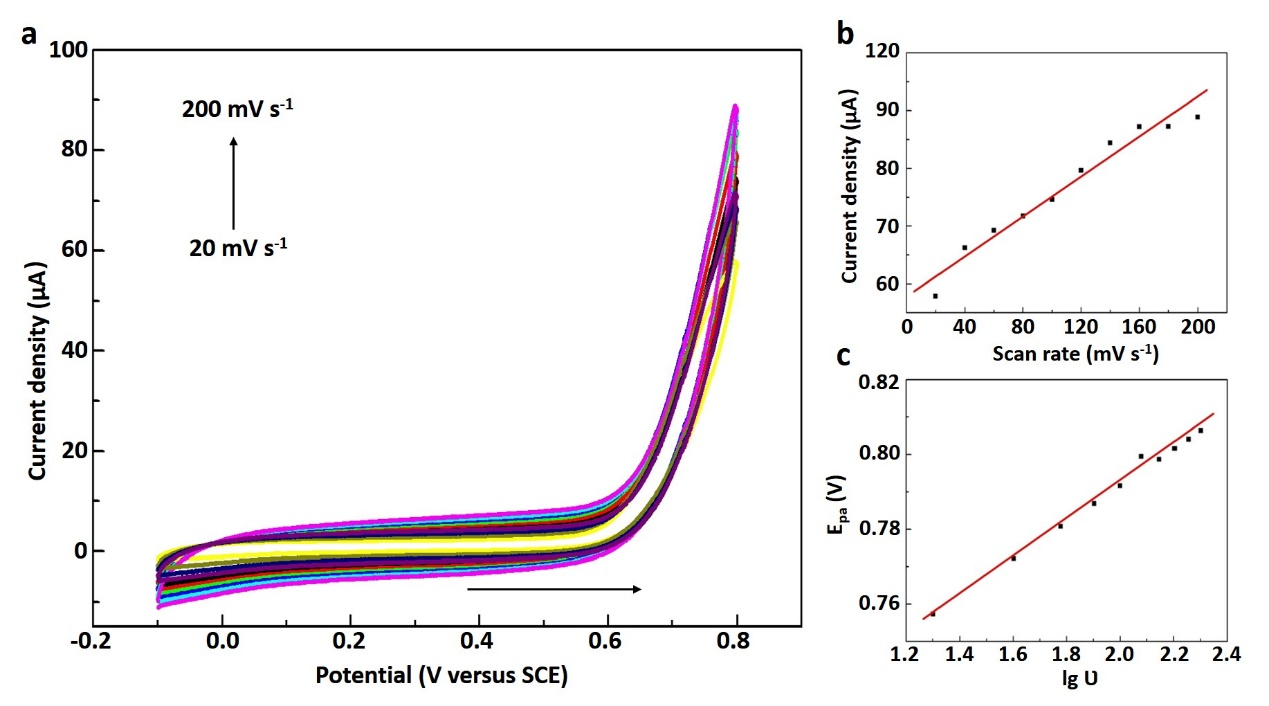 a
100
80
60
40
20
0
Current density (µA)
200 mV s⁻¹
20 mV s⁻¹
-0.2 0.0 0.2 0.4 0.6 0.8
Potential (V versus SCE)
b
120
90
80
70
60
Current density (µA)
0 40 80 120 160 200
Scan rate (mV s⁻¹)
c
0.82
0.80
0.78
0.76
Epa (V)
1.2 1.4 1.6 1.8 2.0 2.2 2.4
lg Ʋ